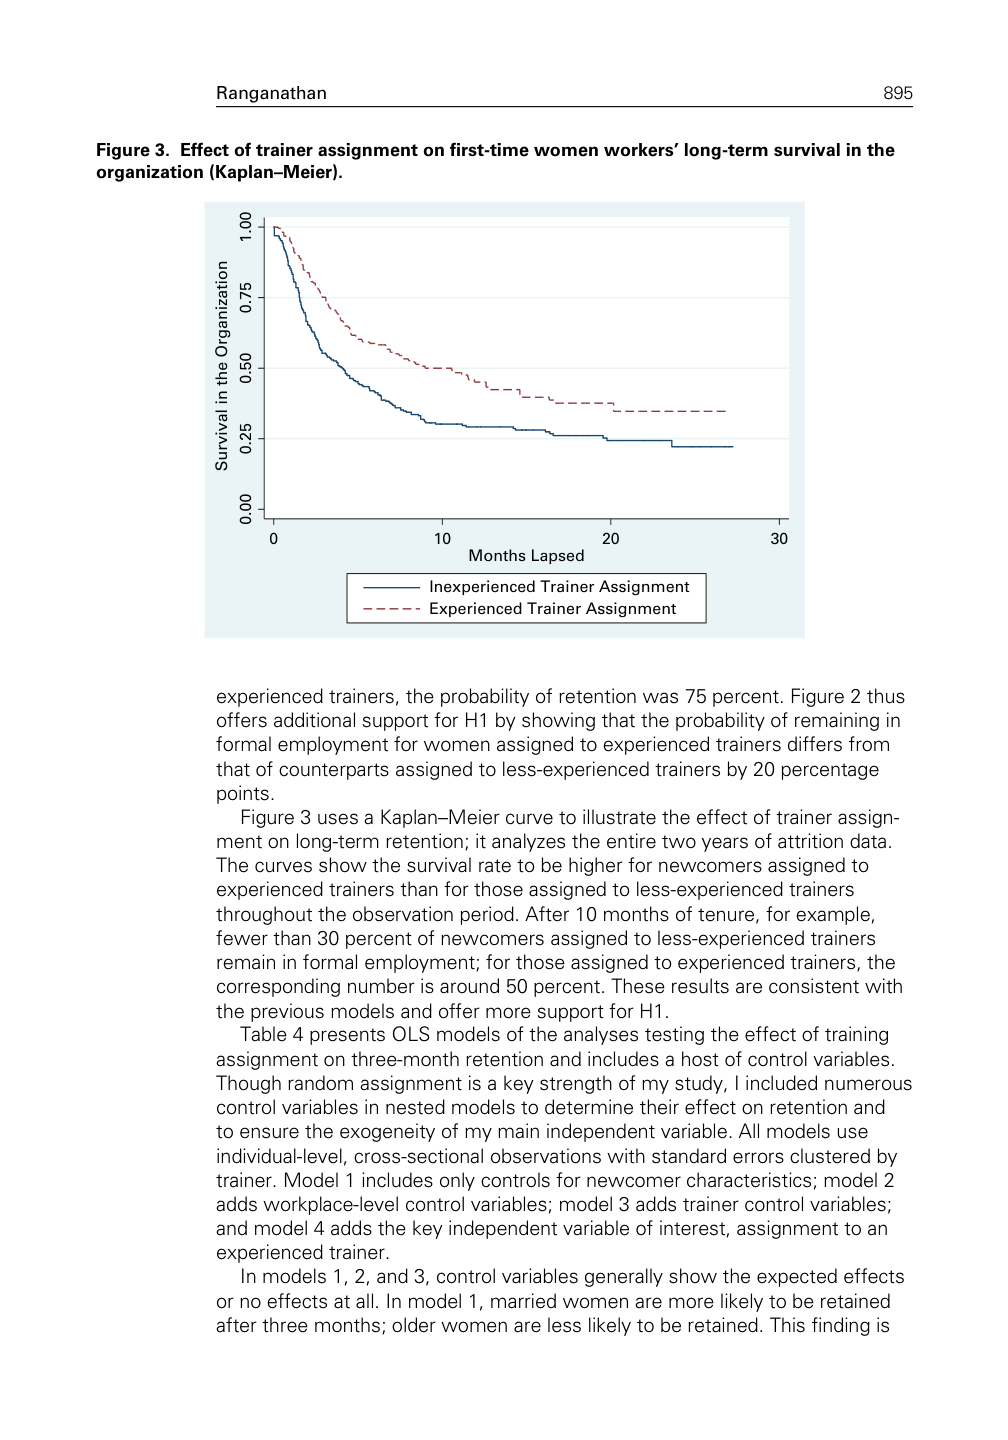 Ranganathan 895
Figure 3. Effect of trainer assignment on first-time women workers’ long-term survival in the
organization (Kaplan–Meier).
Survival in the Organization
1.00
0.75
0.50
0.25
0.00
0 10 20 30
Months Lapsed
Inexperienced Trainer Assignment
Experienced Trainer Assignment
experienced trainers, the probability of retention was 75 percent. Figure 2 thus
offers additional support for H1 by showing that the probability of remaining in
formal employment for women assigned to experienced trainers differs from
that of counterparts assigned to less-experienced trainers by 20 percentage
points.
Figure 3 uses a Kaplan–Meier curve to illustrate the effect of trainer assign-
ment on long-term retention; it analyzes the entire two years of attrition data.
The curves show the survival rate to be higher for newcomers assigned to
experienced trainers than for those assigned to less-experienced trainers
throughout the observation period. After 10 months of tenure, for example,
fewer than 30 percent of newcomers assigned to less-experienced trainers
remain in formal employment; for those assigned to experienced trainers, the
corresponding number is around 50 percent. These results are consistent with
the previous models and offer more support for H1.
Table 4 presents OLS models of the analyses testing the effect of training
assignment on three-month retention and includes a host of control variables.
Though random assignment is a key strength of my study, I included numerous
control variables in nested models to determine their effect on retention and
to ensure the exogeneity of my main independent variable. All models use
individual-level, cross-sectional observations with standard errors clustered by
trainer. Model 1 includes only controls for newcomer characteristics; model 2
adds workplace-level control variables; model 3 adds trainer control variables;
and model 4 adds the key independent variable of interest, assignment to an
experienced trainer.
In models 1, 2, and 3, control variables generally show the expected effects
or no effects at all. In model 1, married women are more likely to be retained
after three months; older women are less likely to be retained. This finding is